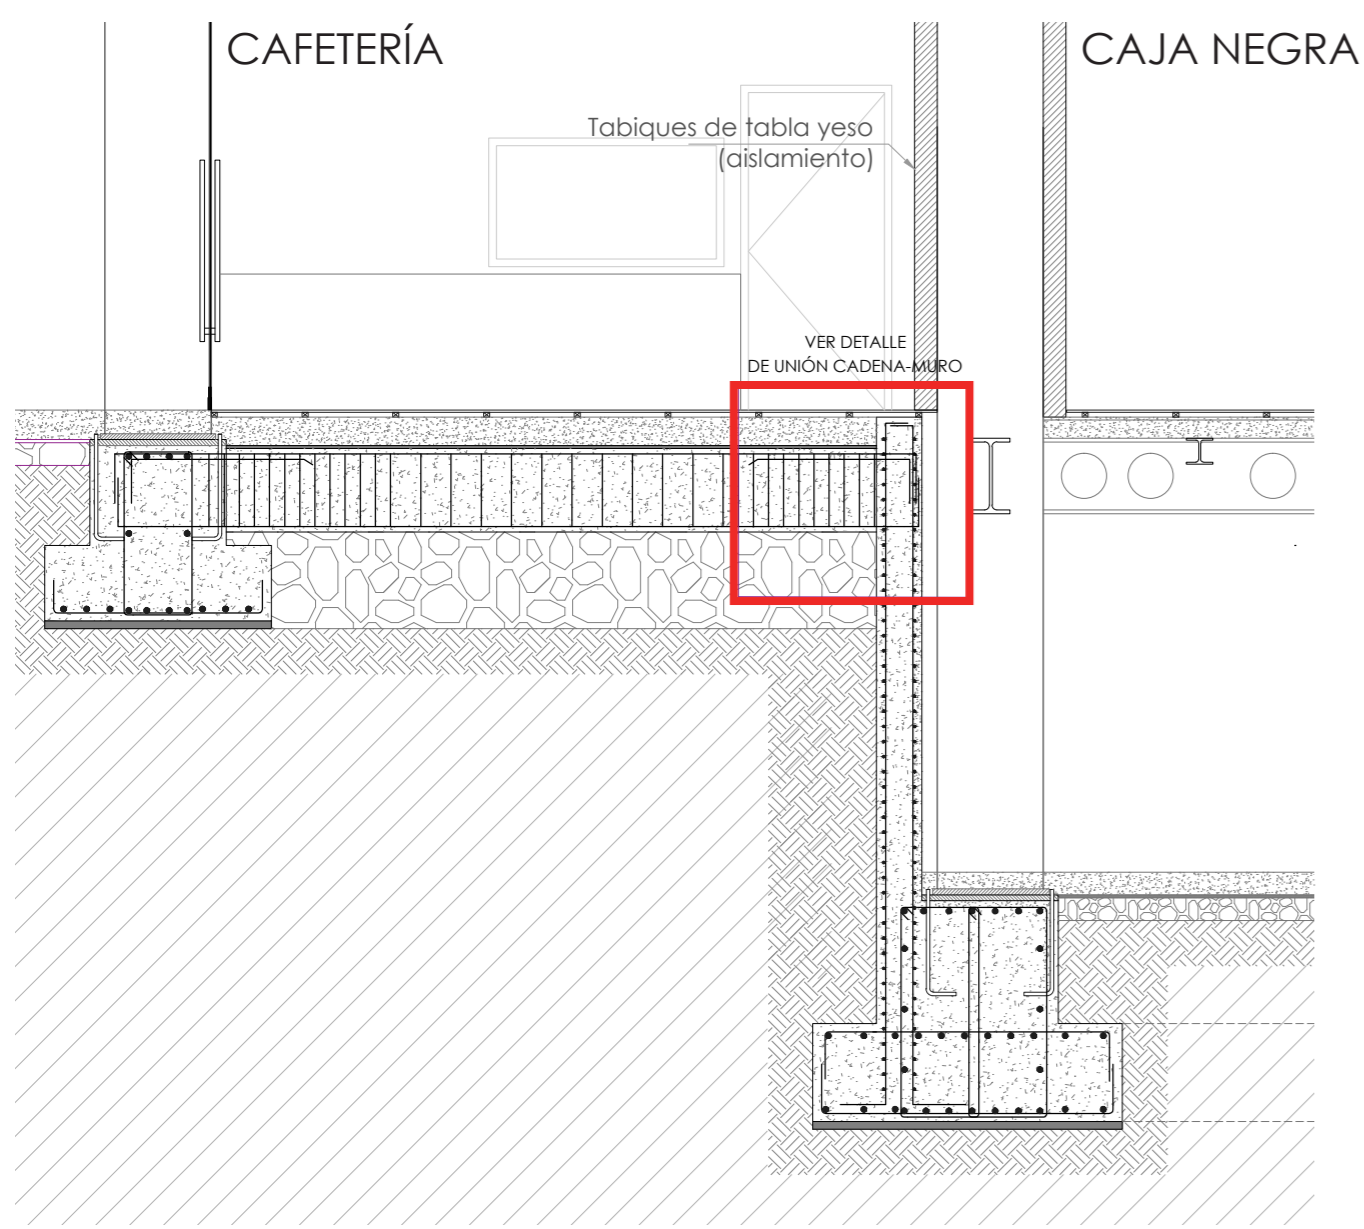 CAFETERÍA
CAJA NEGRA
Tabiques de tabla yeso
(aislamiento)
VER DETALLE
DE UNIÓN CADENA-MURO